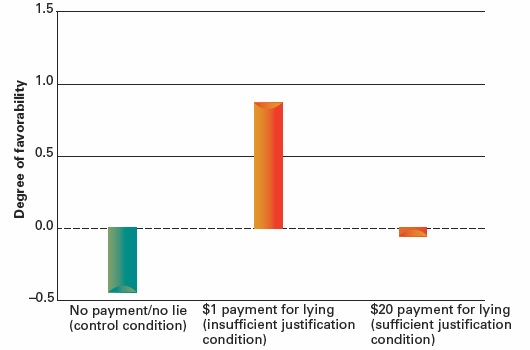 1.5
1.0
0.5
0.0
–0.5
Degree of favorability
No payment/no lie
(control condition)
$1 payment for lying
(insufficient justification
condition)
$20 payment for lying
(sufficient justification
condition)